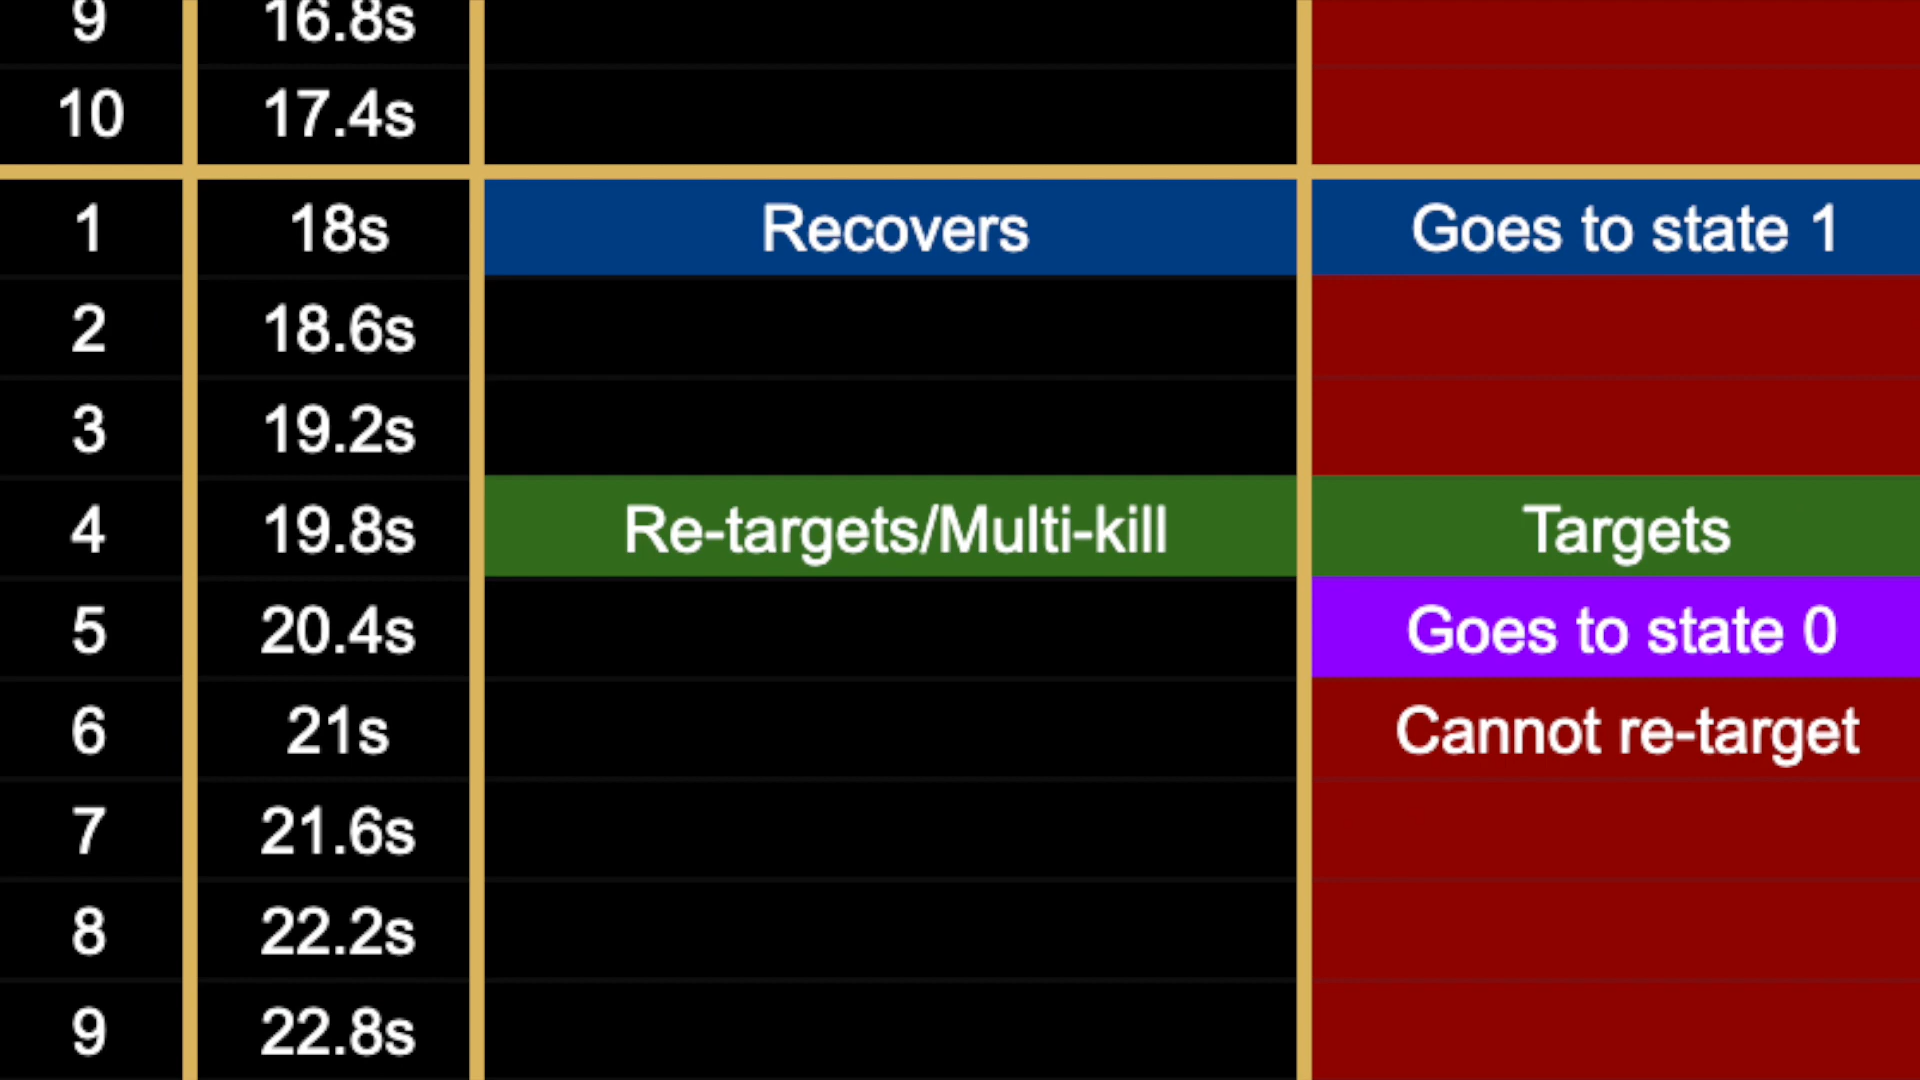 9 16.8s
10 17.4s
1 18s Recovers Goes to state 1
2 18.6s
3 19.2s
4 19.8s Re-targets/Multi-kill Targets
5 20.4s Goes to state 0
6 21s Cannot re-target
7 21.6s
8 22.2s
9 22.8s